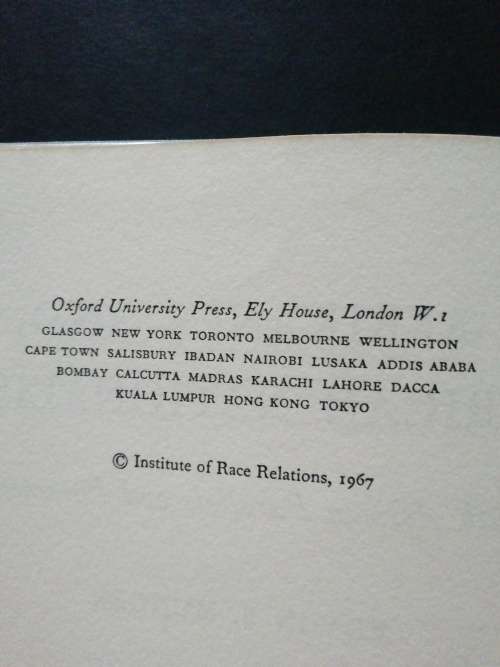 Oxford University Press, Ely House, London W.1
GLASGOW NEW YORK TORONTO MELBOURNE WELLINGTON
CAPE TOWN SALISBURY IBADAN NAIROBI LUSAKA ADDIS ABABA
BOMBAY CALCUTTA MADRAS KARACHI LAHORE DACCA
KUALA LUMPUR HONG KONG TOKYO
© Institute of Race Relations, 1967